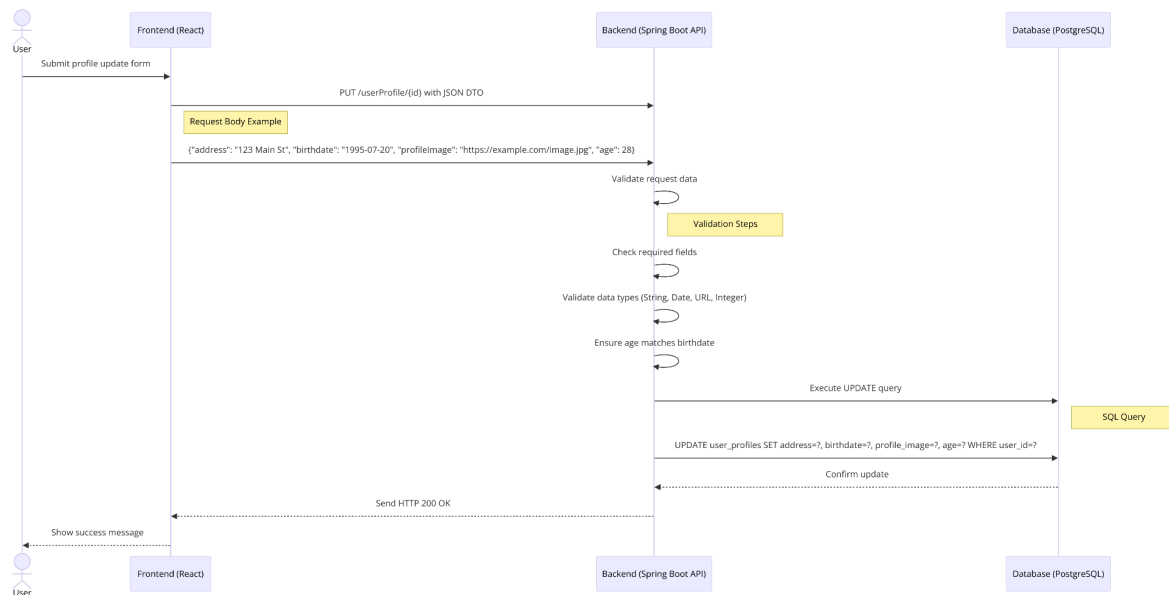 User
Frontend (React)
Backend (Spring Boot API)
Database (PostgreSQL)
Submit profile update form
PUT /userProfile/{id} with JSON DTO
Request Body Example
{"address": "123 Main St", "birthdate": "1995-07-20", "profileImage": "https://example.com/image.jpg", "age": 28}
Validate request data
Validation Steps
Check required fields
Validate data types (String, Date, URL, Integer)
Ensure age matches birthdate
Execute UPDATE query
SQL Query
UPDATE user_profiles SET address=?, birthdate=?, profile_image=?, age=? WHERE user_id=?
Confirm update
Send HTTP 200 OK
Show success message
User
Frontend (React)
Backend (Spring Boot API)
Database (PostgreSQL)